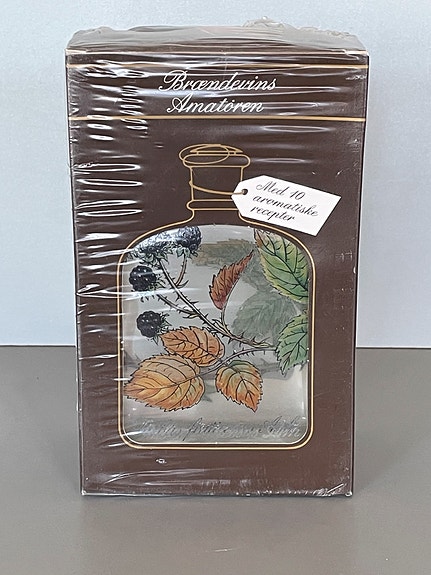 Brændevins
Amatøren
Med 10
aromatiske
recepter